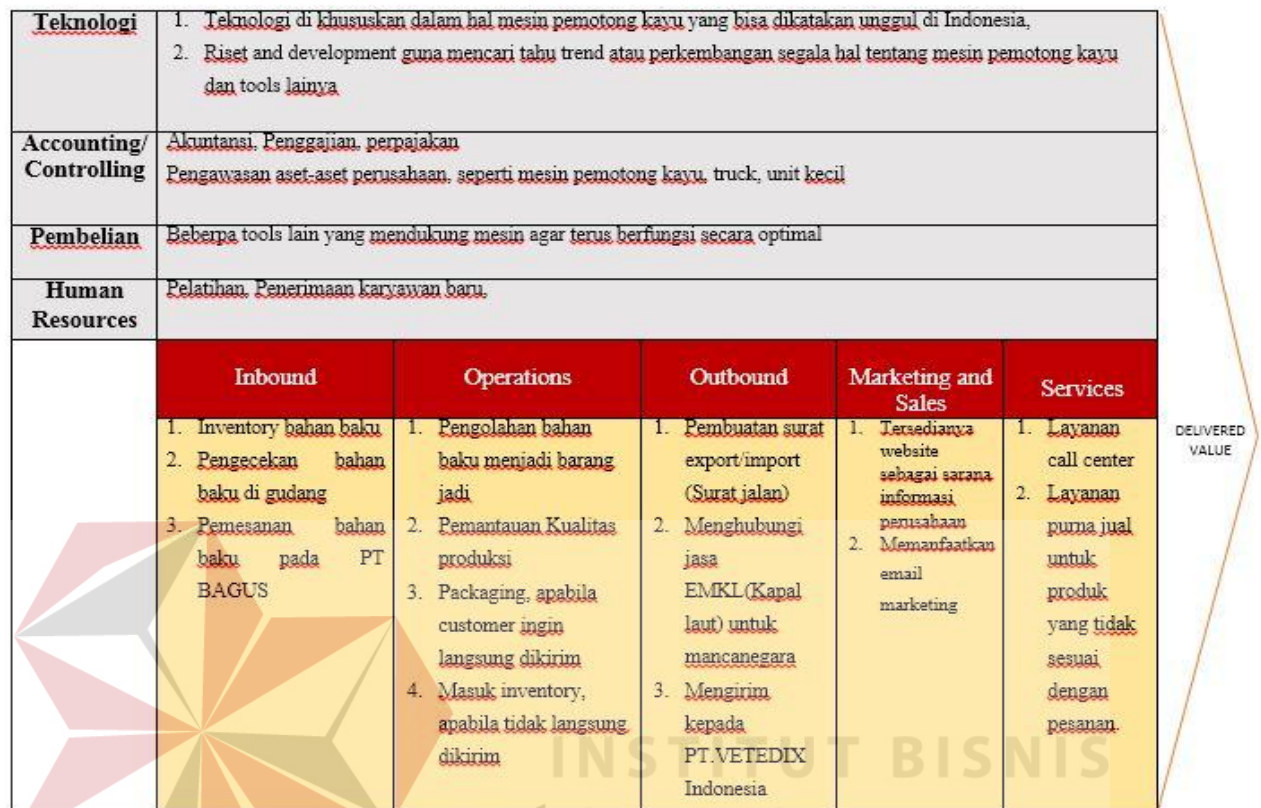 Teknologi
1. Teknologi di khususkan dalam hal mesin pemotong kayu yang bisa dikatakan unggul di Indonesia,
2. Riset and development guna mencari tahu trend atau perkembangan segala hal tentang mesin pemotong kayu
dan tools lainya
Accounting/
Controlling
Akuntansi, Penggajian, perpajakan
Pengawasan aset-aset perusahaan, seperti mesin pemotong kayu, truck, unit kecil
Pembelian
Beberpa tools lain yang mendukung mesin agar terus berfungsi secara optimal
Human
Resources
Pelatihan, Penerimaan karyawan baru,
Inbound
1. Inventory bahan baku
2. Pengecekan bahan
baku di gudang
3. Pemesanan bahan
baku pada PT
BAGUS
Operations
1. Pengolahan bahan
baku menjadi barang
jadi
2. Pemantauan Kualitas
produksi
3. Packaging, apabila
customer ingin
langsung dikirim
4. Masuk inventory,
apabila tidak langsung
dikirim
Outbound
1. Pembuatan surat
export/import
(Surat jalan)
2. Menghubungi
jasa
EMKL(Kapal
laut) untuk
mancanegara
3. Mengirim
kepada
PT.VETEDIX
Indonesia
Marketing and
Sales
1. Tersedianya
website
sebagai sarana
informasi
perusahaan
2. Memanfaatkan
email
marketing
Services
1. Layanan
call center
2. Layanan
purna jual
untuk
produk
yang tidak
sesuai
dengan
pesanan.
DELIVERED
VALUE
INSTITUT BISNIS